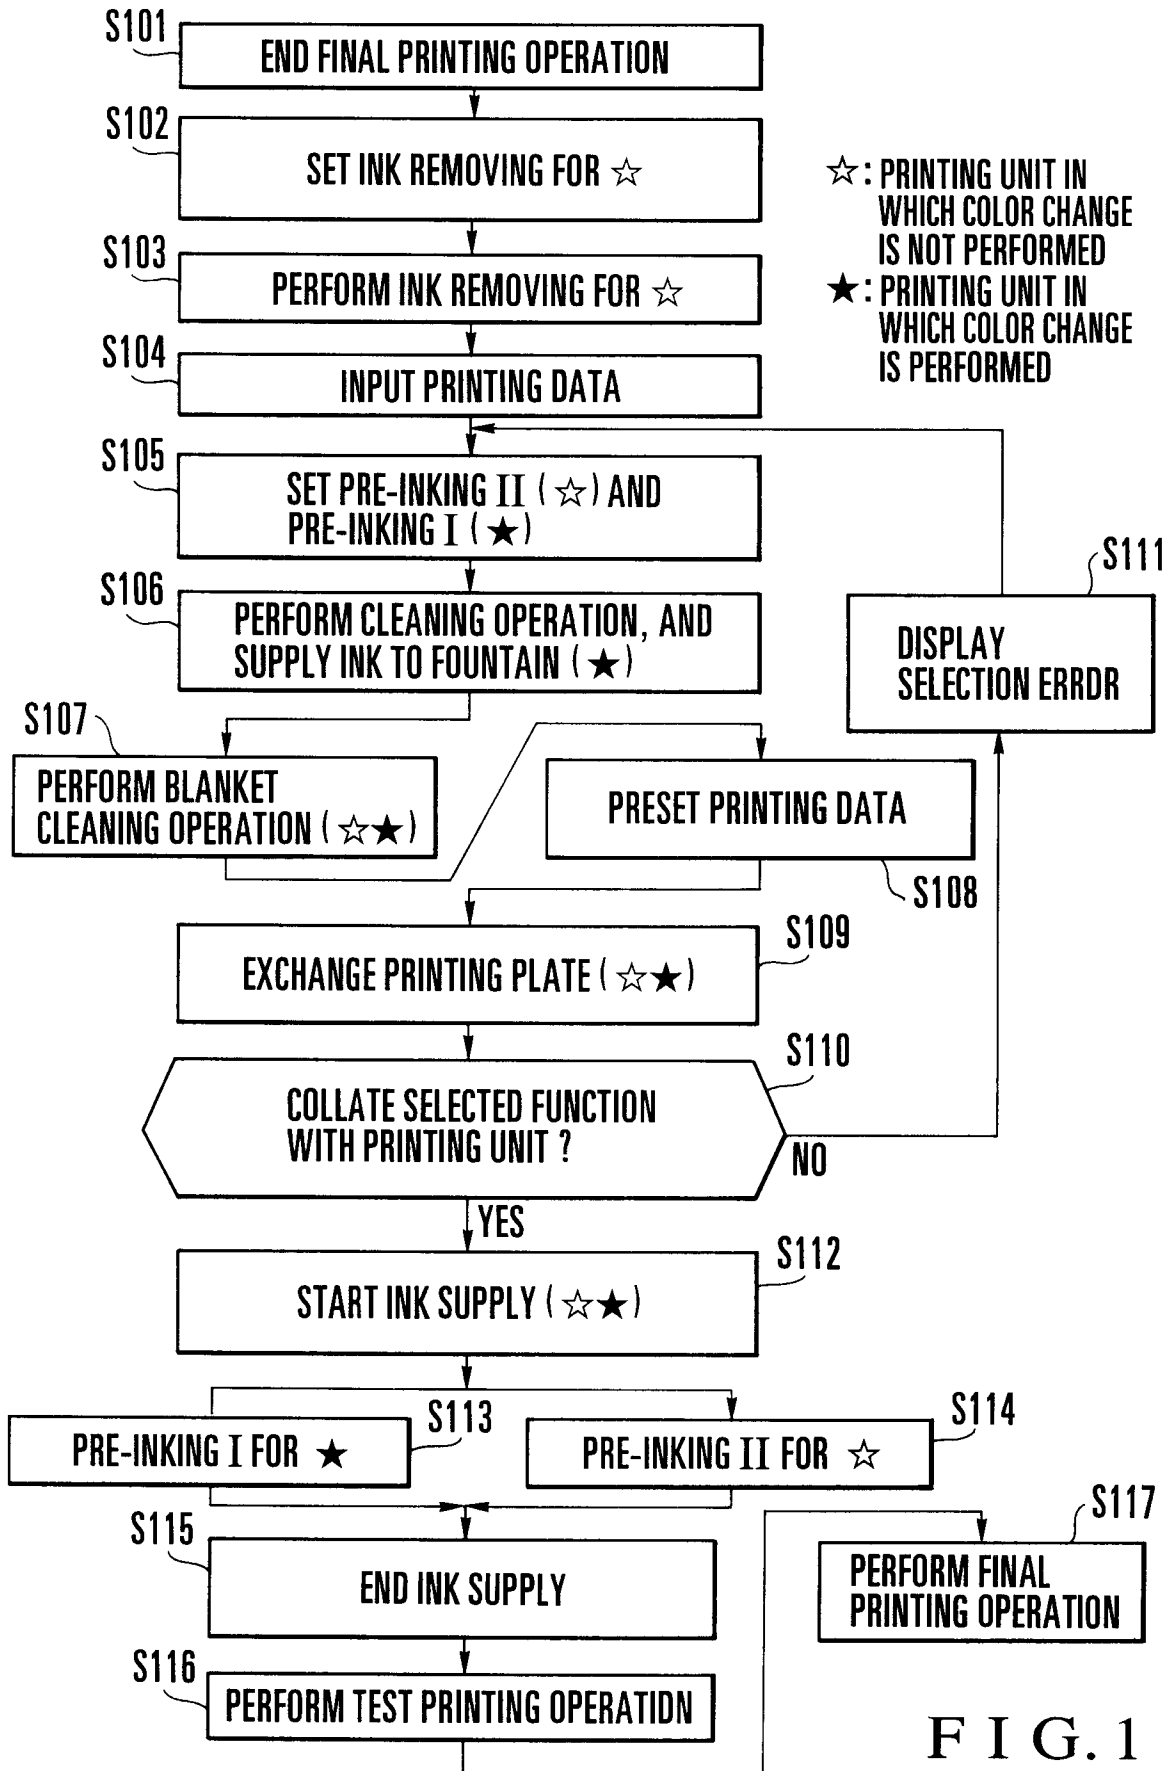 S101
END FINAL PRINTING OPERATION
S102
SET INK REMOVING FOR ☆
S103
PERFORM INK REMOVING FOR ☆
☆: PRINTING UNIT IN
WHICH COLOR CHANGE
IS NOT PERFORMED
★: PRINTING UNIT IN
WHICH COLOR CHANGE
IS PERFORMED
S104
INPUT PRINTING DATA
S105
SET PRE-INKING II (☆) AND
PRE-INKING I (★)
S106
PERFORM CLEANING OPERATION, AND
SUPPLY INK TO FOUNTAIN (★)
S111
DISPLAY
SELECTION ERRDR
S107
PERFORM BLANKET
CLEANING OPERATION (☆★)
PRESET PRINTING DATA
S108
S109
EXCHANGE PRINTING PLATE (☆★)
S110
COLLATE SELECTED FUNCTION
WITH PRINTING UNIT ?
NO
YES
S112
START INK SUPPLY (☆★)
S113
PRE-INKING I FOR ★
S114
PRE-INKING II FOR ☆
S115
END INK SUPPLY
S117
PERFORM FINAL
PRINTING OPERATION
S116
PERFORM TEST PRINTING OPERATIDN
FIG. 1